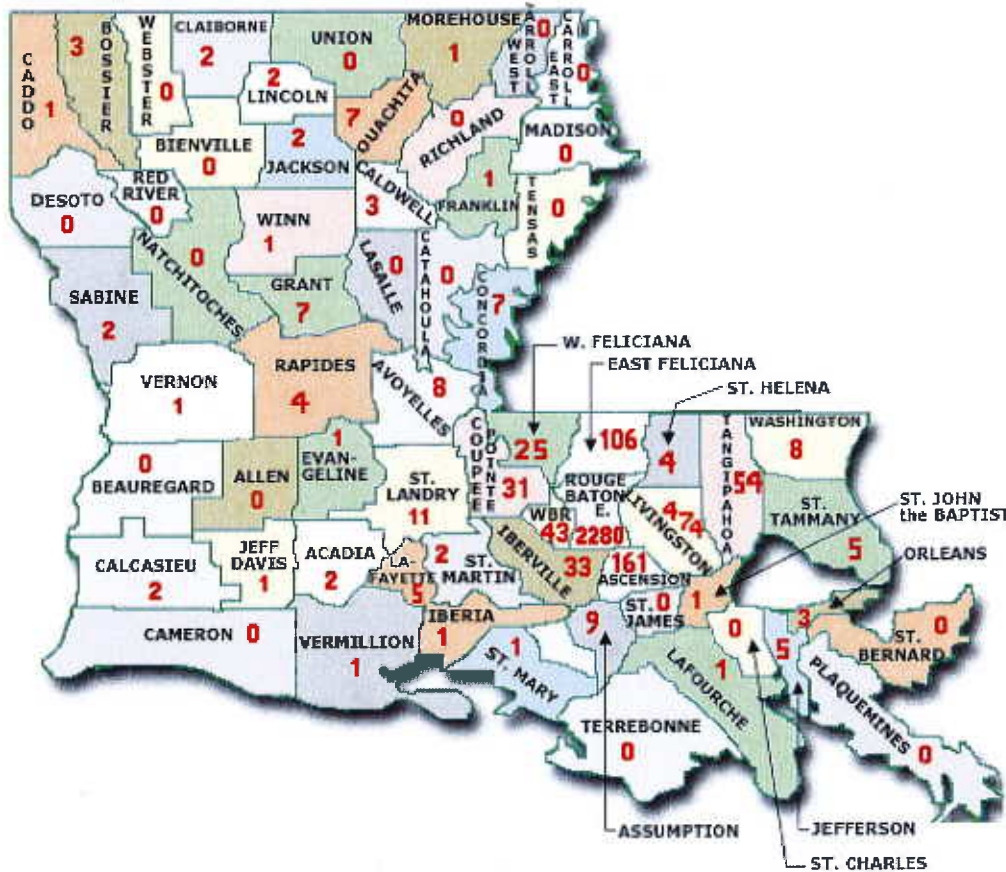 CADDO
1
3
BOSSIER
WEBSTER
0
CLAIBORNE
2
UNION
0
MOREHOUSE
1
WEST
CARROLL
0
EAST
CARROLL
0
2
LINCOLN
7
OUACHITA
0
RICHLAND
MADISON
0
BIENVILLE
0
2
JACKSON
DESOTO
0
RED
RIVER
0
CALDWELL
3
1
FRANKLIN
TENSAS
0
WINN
1
0
NATCHITOCHES
0
LASALLE
CATAHOULA
0
CONCORDIA
7
SABINE
2
GRANT
7
VERNON
1
RAPIDES
4
AVOYELLES
8
W. FELICIANA
EAST FELICIANA
ST. HELENA
0
BEAUREGARD
ALLEN
0
1
EVAN-
GELINE
ST.
LANDRY
11
POINTE
COUPEE
31
25
106
4
TANGIPAHOA
54
WASHINGTON
8
ROUGE
BATON
E.
2280
LIVINGSTON
474
ST.
TAMMANY
5
ST. JOHN
the BAPTIST
ORLEANS
WBR
43
IBERVILLE
33
161
ASCENSION
CALCASIEU
2
JEFF
DAVIS
1
ACADIA
2
LA-
FAYETTE
5
2
ST.
MARTIN
0
ST.
JAMES
1
CAMERON
0
VERMILLION
1
IBERIA
1
1
ST. MARY
9
0
5
3
0
ST.
BERNARD
LAFOURCHE
1
PLAQUEMINES
0
TERREBONNE
0
ASSUMPTION
JEFFERSON
ST. CHARLES